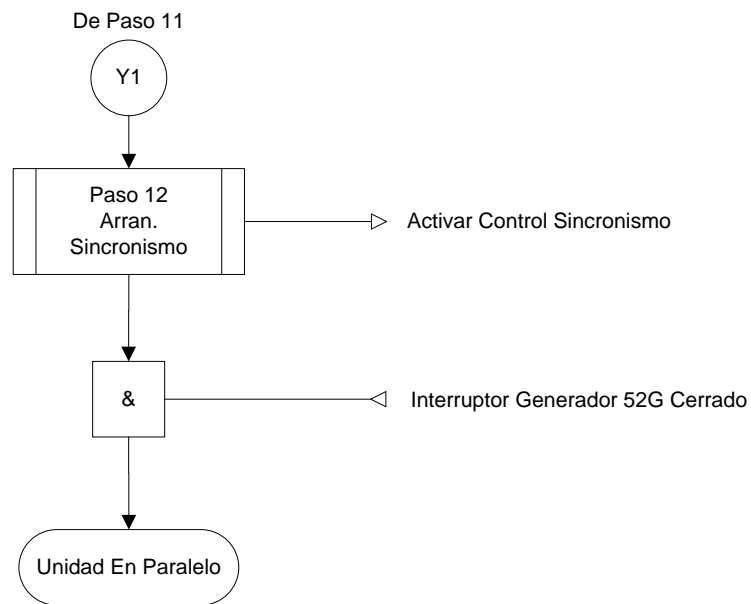 De Paso 11
Y1
Paso 12
Arran.
Sincronismo
Activar Control Sincronismo
&
Interruptor Generador 52G Cerrado
Unidad En Paralelo